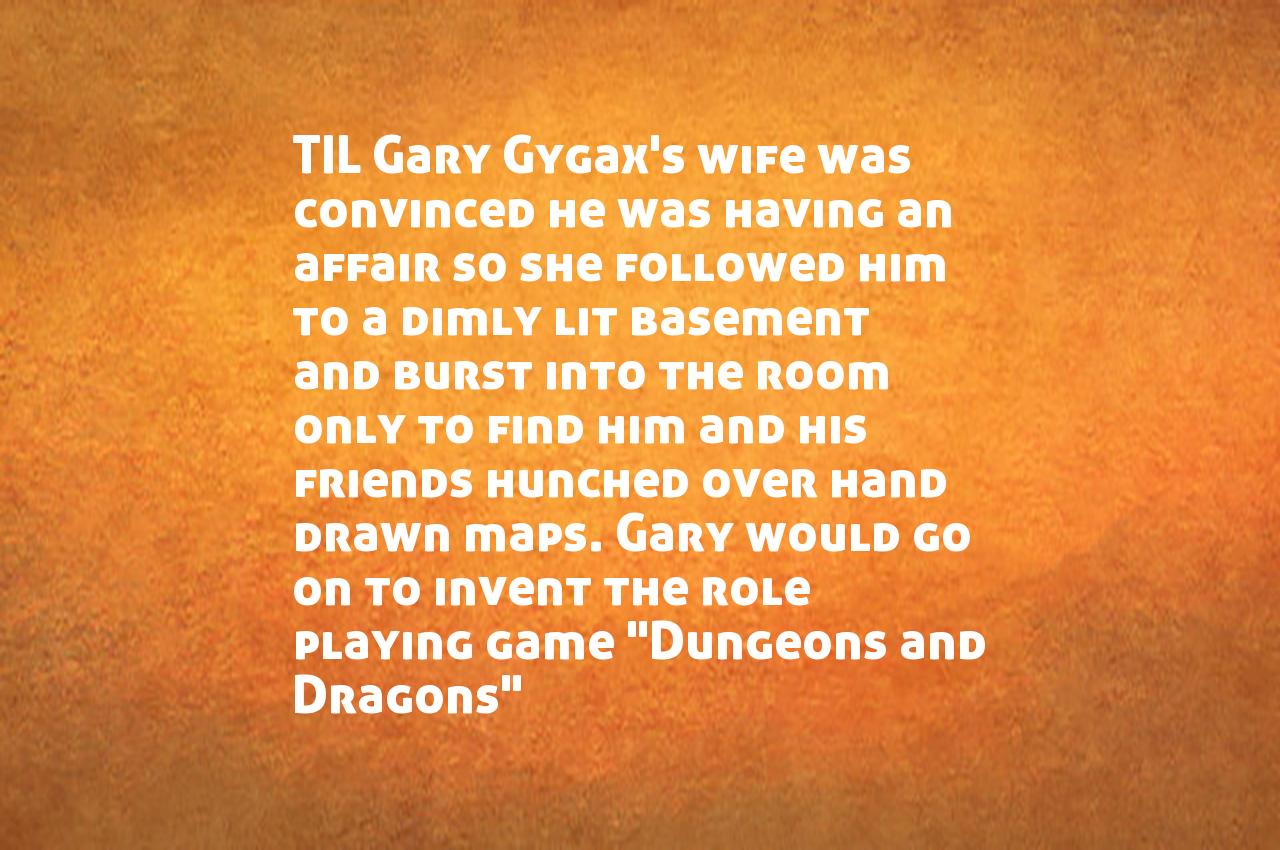 TIL Gary Gygax's wife was
convinced he was having an
affair so she followed him
to a dimly lit basement
and burst into the room
only to find him and his
friends hunched over hand
drawn maps. Gary would go
on to invent the role
playing game "Dungeons and
Dragons"